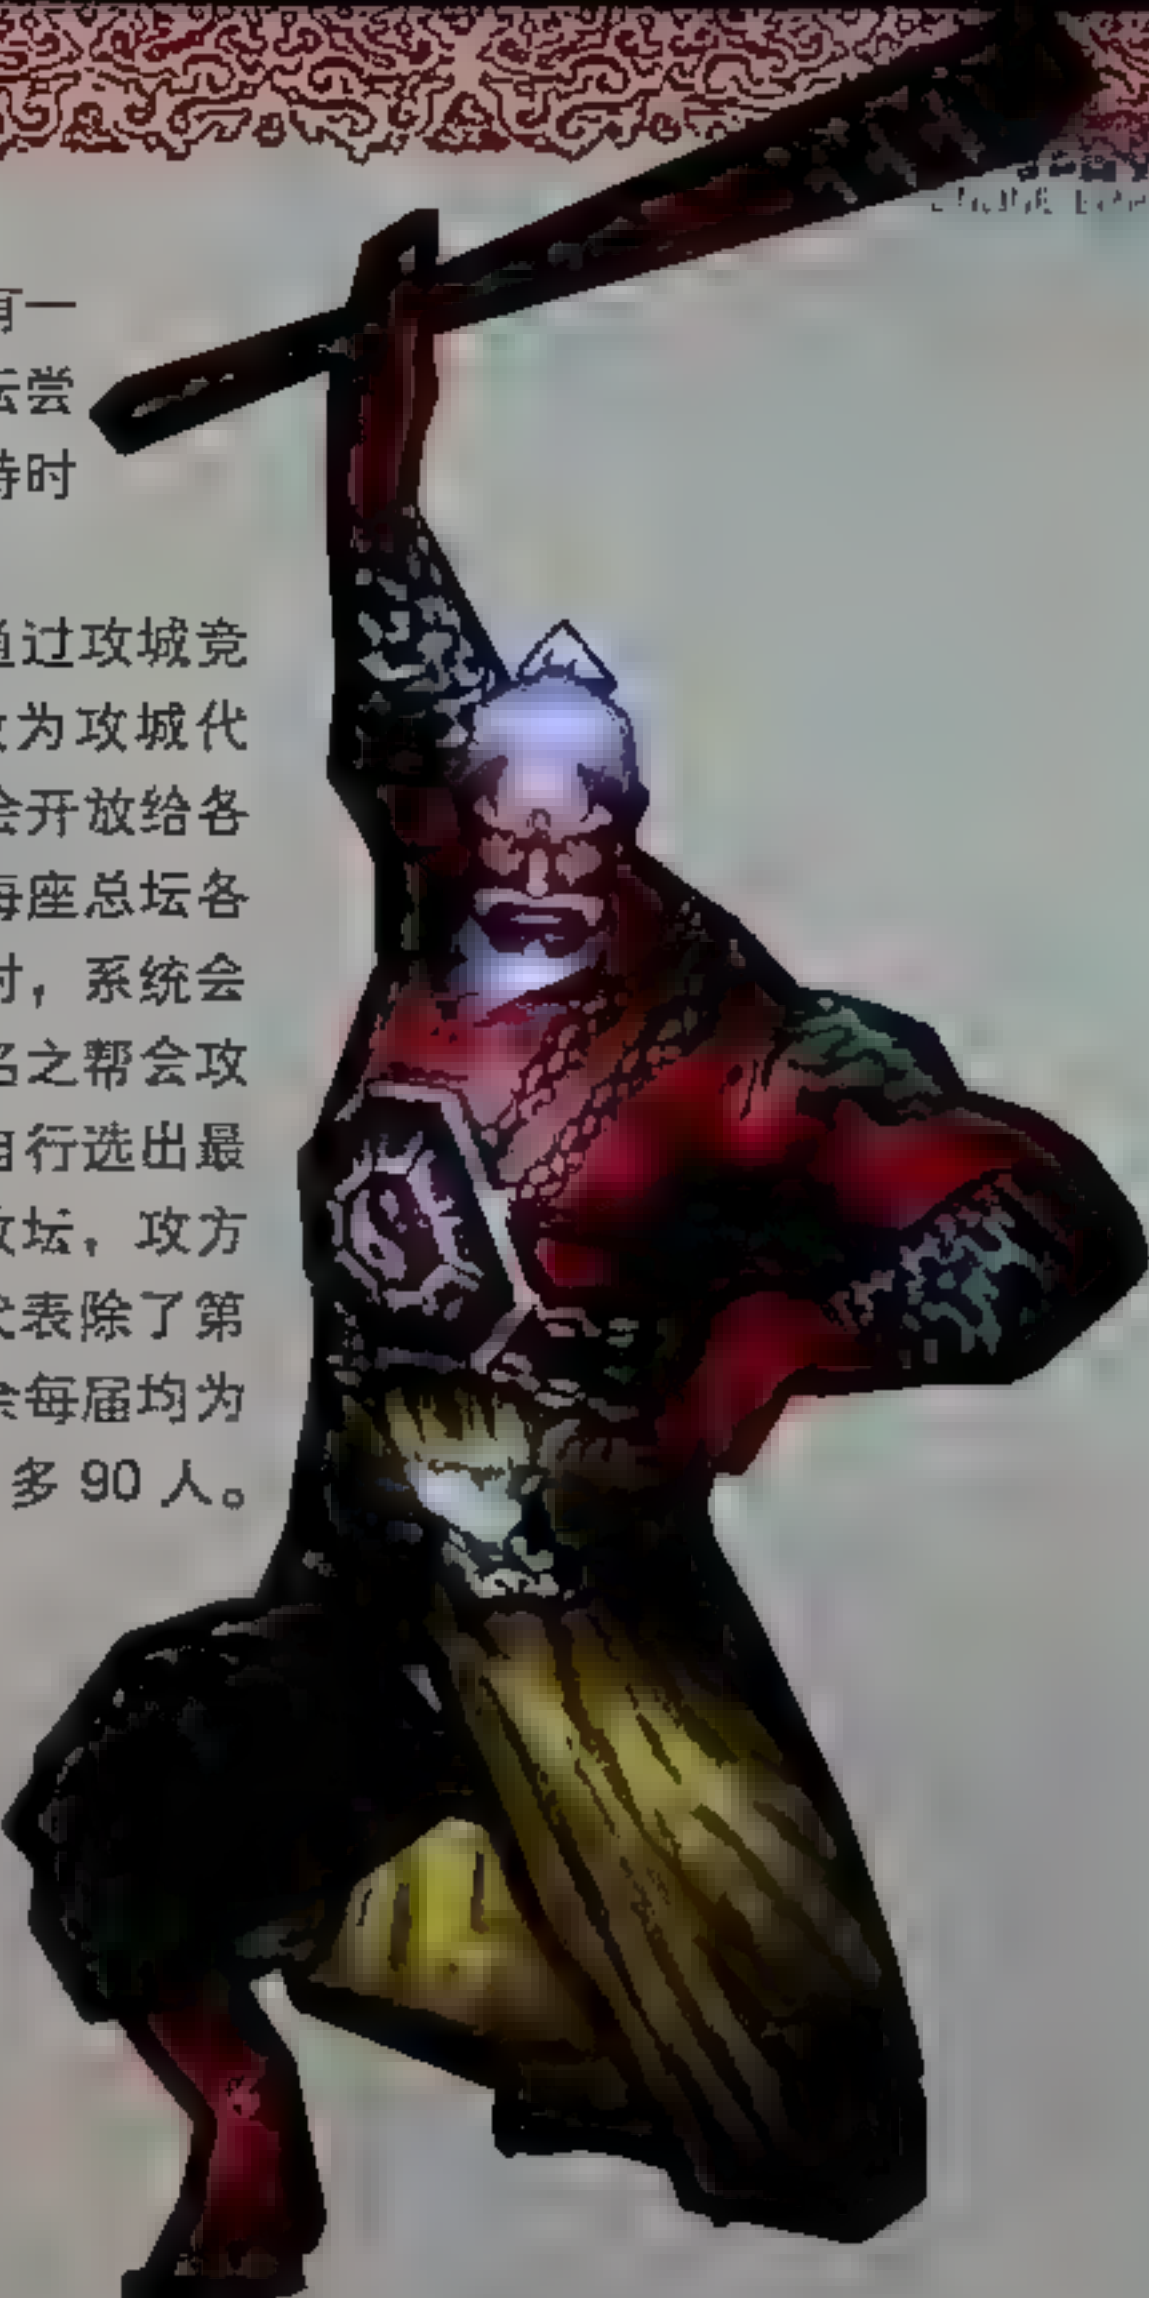 有一
坛尝
持时
通过攻城竞
为攻城代
会开放给各
每座总坛各
时，系统会
名之帮会攻
自行选出最
攻坛，攻方
代表除了第
余每届均为
多 90 人。